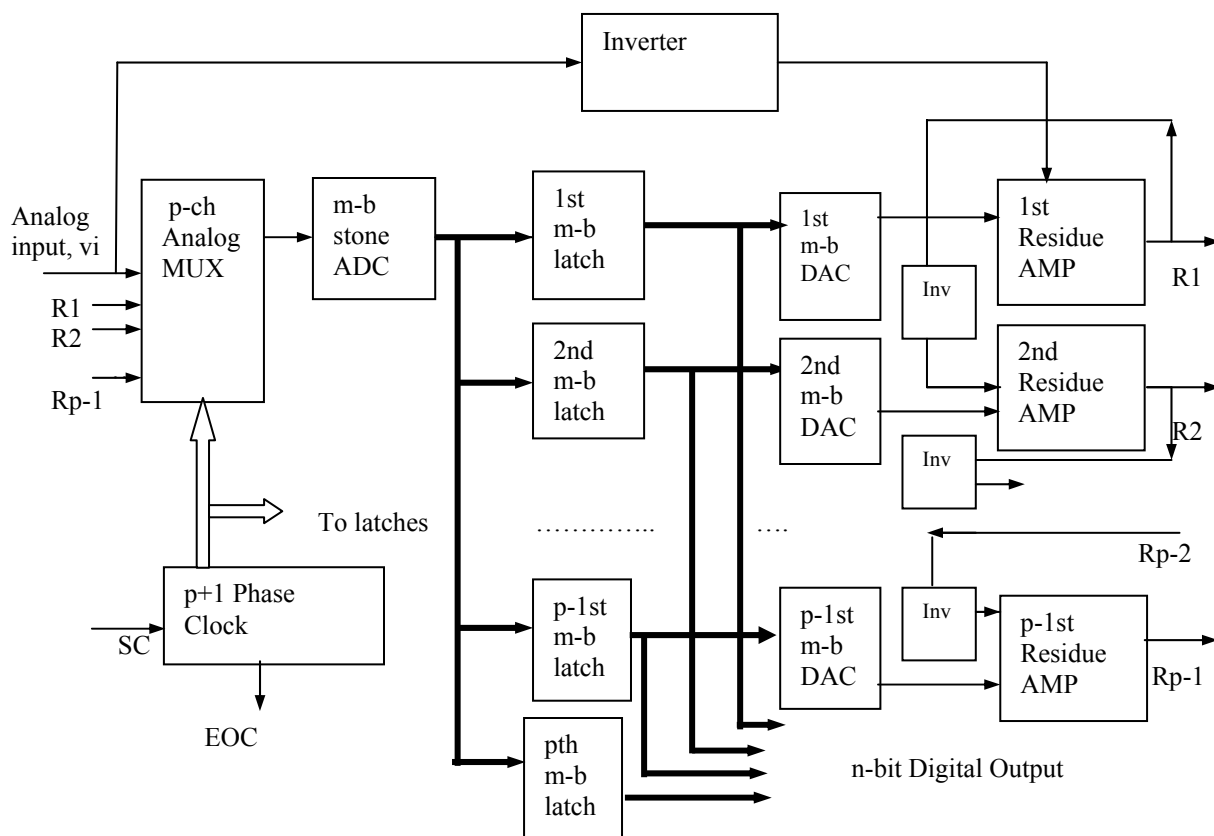 Inverter
Analog
input, vi
R1
R2
Rp-1
p-ch
Analog
MUX
m-b
stone
ADC
1st
m-b
latch
1st
m-b
DAC
Inv
1st
Residue
AMP
R1
2nd
m-b
latch
2nd
m-b
DAC
2nd
Residue
AMP
R2
Inv
To latches
…………..
….
Rp-2
SC
p+1 Phase
Clock
EOC
p-1st
m-b
latch
p-1st
m-b
DAC
Inv
p-1st
Residue
AMP
Rp-1
pth
m-b
latch
n-bit Digital Output